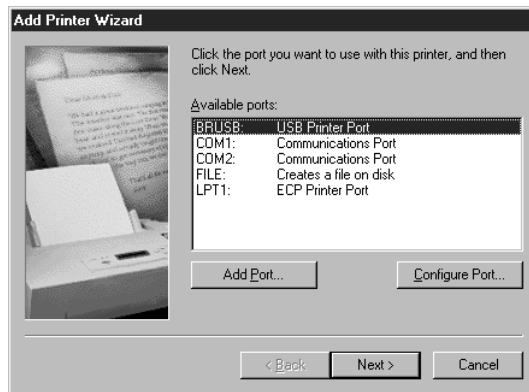 Add Printer Wizard
Click the port you want to use with this printer, and then
click Next.
Available ports:
BRUSB: USB Printer Port
COM1: Communications Port
COM2: Communications Port
FILE: Creates a file on disk
LPT1: ECP Printer Port
Add Port...
Configure Port...
< Back
Next >
Cancel